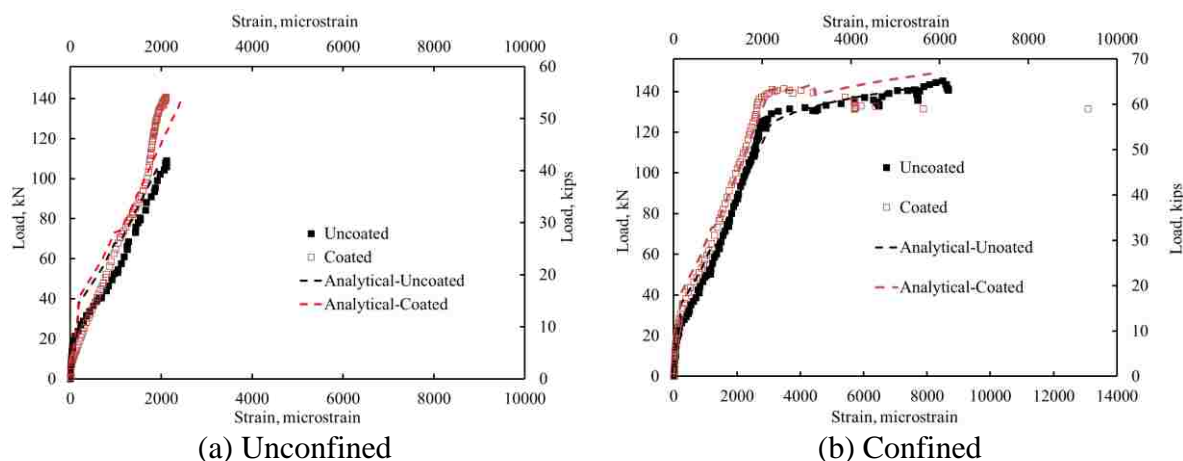 Strain, microstrain
0 2000 4000 6000 8000 10000
Load, kN
140
120
100
80
60
40
20
0
60
50
40
30
20
10
0
Load, kips
Uncoated
Coated
Analytical-Uncoated
Analytical-Coated
0 2000 4000 6000 8000 10000
Strain, microstrain
(a) Unconfined
Strain, microstrain
0 2000 4000 6000 8000 10000
Load, kN
160
140
120
100
80
60
40
20
0
70
60
50
40
30
20
10
0
Load, kips
Uncoated
Coated
Analytical-Unoated
Analytical-Coated
0 2000 4000 6000 8000 10000 12000 14000
Strain, microstrain
(b) Confined